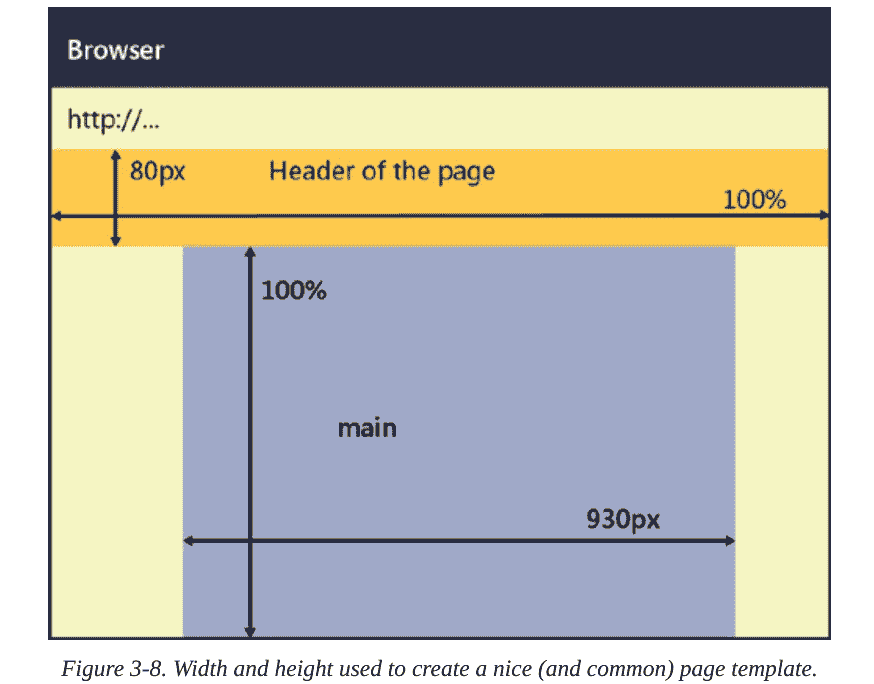 Browser
http://...
80px
Header of the page
100%
100%
main
930px
Figure 3-8. Width and height used to create a nice (and common) page template.